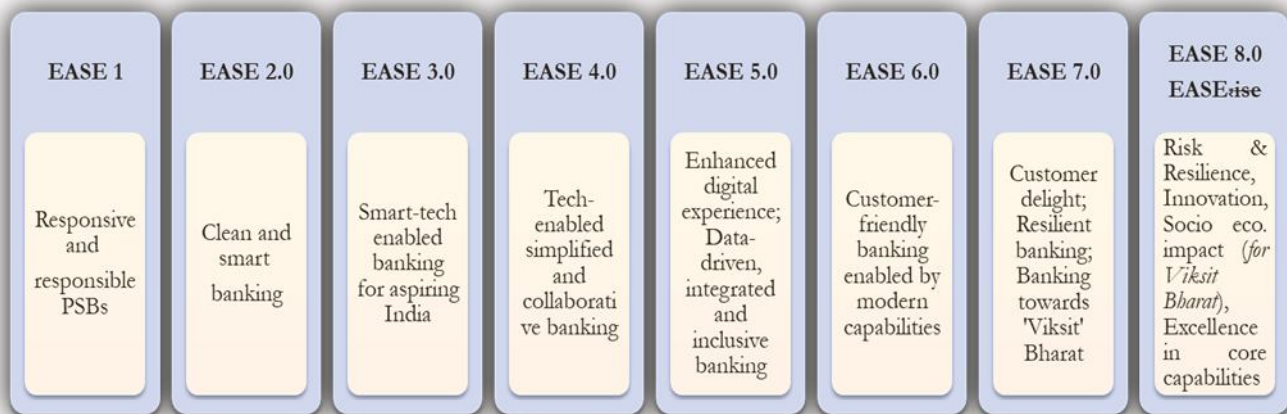 EASE 1
Responsive
and
responsible
PSBs
EASE 2.0
Clean and
smart
banking
EASE 3.0
Smart-tech
enabled
banking
for aspiring
India
EASE 4.0
Tech-
enabled
simplified
and
collaborati
ve banking
EASE 5.0
Enhanced
digital
experience;
Data-
driven,
integrated
and
inclusive
banking
EASE 6.0
Customer-
friendly
banking
enabled by
modern
capabilities
EASE 7.0
Customer
delight;
Resilient
banking;
Banking
towards
'Viksit'
Bharat
EASE 8.0
EASErise
Risk &
Resilience,
Innovation,
Socio eco.
impact (for
Viksit
Bharat),
Excellence
in core
capabilities